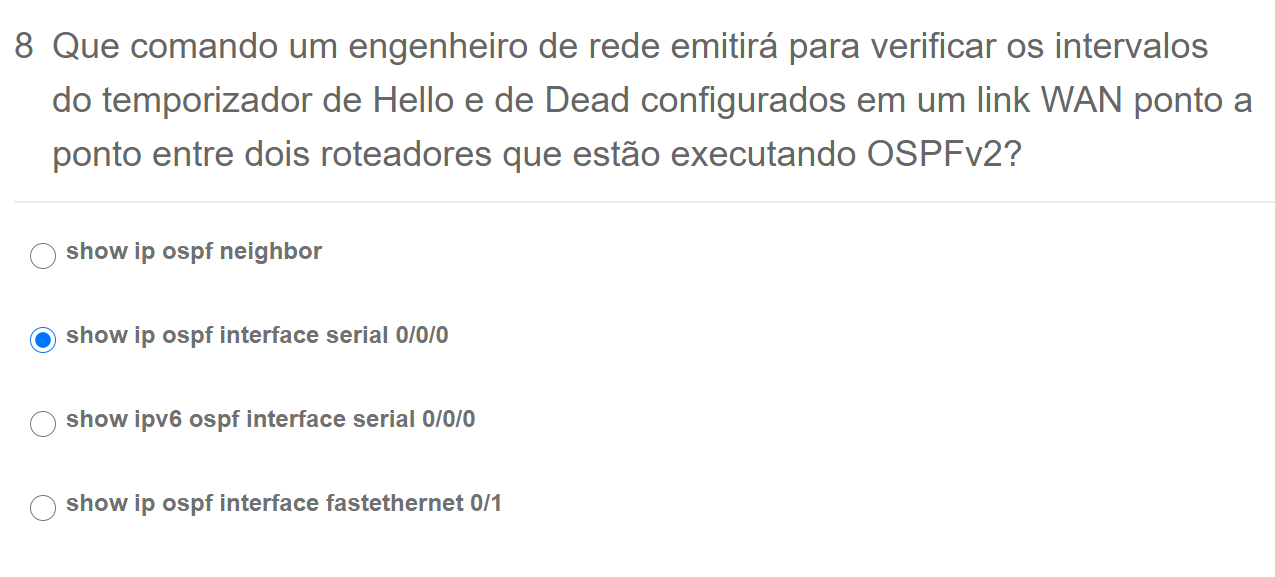 8 Que comando um engenheiro de rede emitirá para verificar os intervalos
do temporizador de Hello e de Dead configurados em um link WAN ponto a
ponto entre dois roteadores que estão executando OSPFv2?
show ip ospf neighbor
show ip ospf interface serial 0/0/0
show ipv6 ospf interface serial 0/0/0
show ip ospf interface fastethernet 0/1